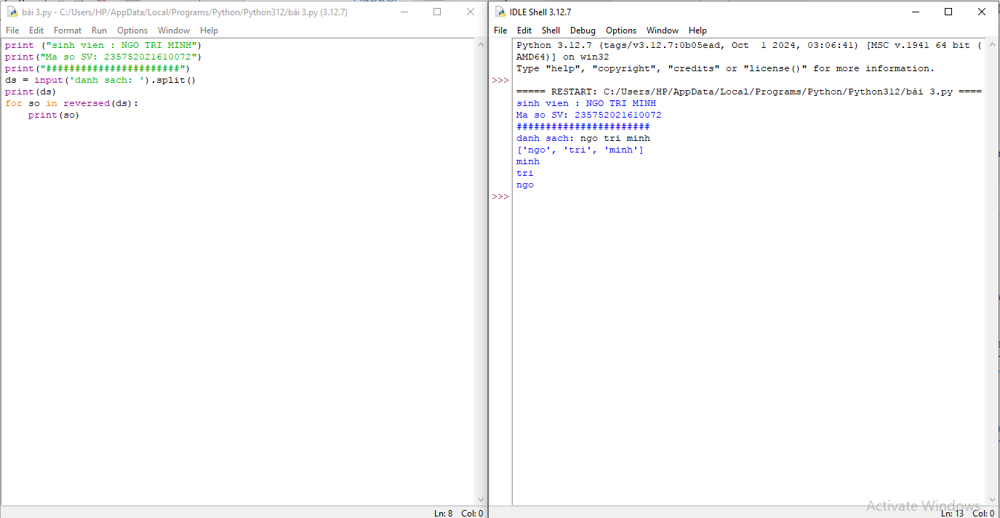 bài 3.py - C:/Users/HP/AppData/Local/Programs/Python/Python312/bài 3.py (3.12.7)
File Edit Format Run Options Window Help
print ("sinh vien : NGO TRI MINH")
print("Ma so SV: 235752021610072")
print("#######################")
ds = input('danh sach: ').split()
print(ds)
for so in reversed(ds):
    print(so)
Ln: 8 Col: 0
IDLE Shell 3.12.7
File Edit Shell Debug Options Window Help
Python 3.12.7 (tags/v3.12.7:0b05ead, Oct  1 2024, 03:06:41) [MSC v.1941 64 bit (
AMD64)] on win32
Type "help", "copyright", "credits" or "license()" for more information.
>>>
===== RESTART: C:/Users/HP/AppData/Local/Programs/Python/Python312/bài 3.py ====
sinh vien : NGO TRI MINH
Ma so SV: 235752021610072
#######################
danh sach: ngo tri minh
['ngo', 'tri', 'minh']
minh
tri
ngo
>>>
Activate Windows
Ln: 13 Col: 0